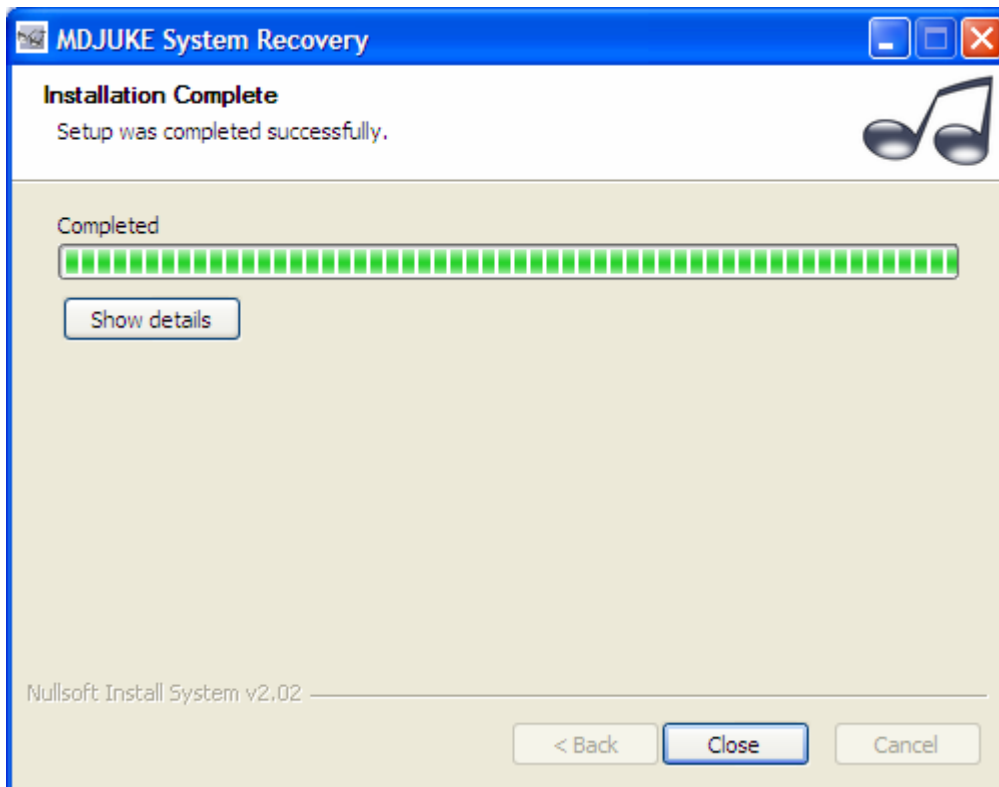 MDJUKE System Recovery
Installation Complete
Setup was completed successfully.
Completed
Show details
Nullsoft Install System v2.02
< Back
Close
Cancel